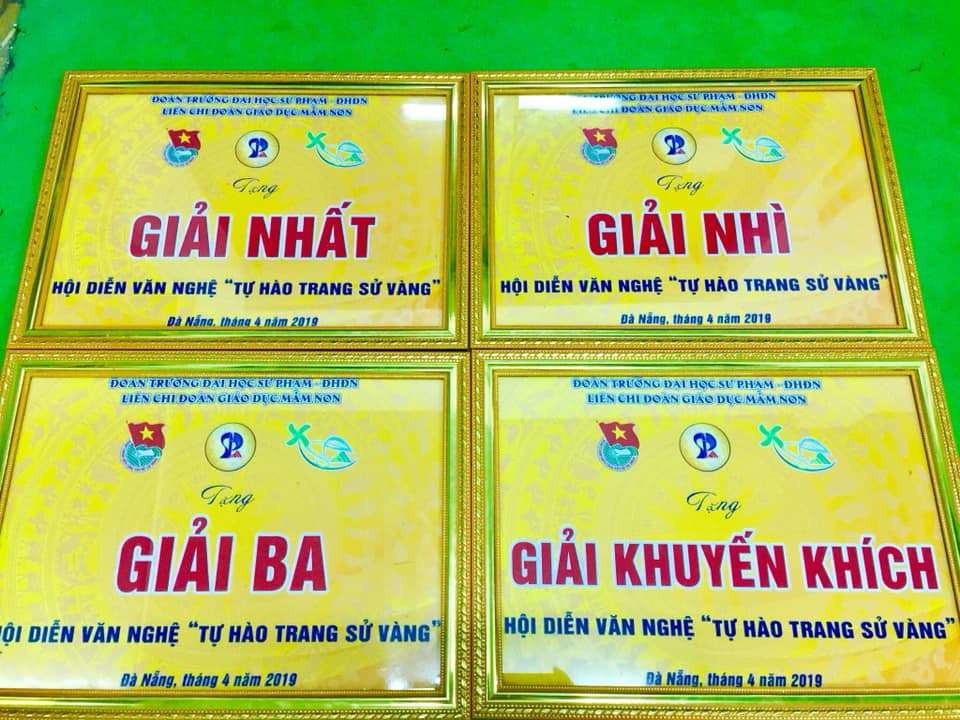 ĐOÀN TRƯỜNG ĐẠI HỌC SƯ PHẠM - ĐHĐN
LIÊN CHI ĐOÀN GIÁO DỤC MẦM NON
Tặng
GIẢI NHẤT
HỘI DIỄN VĂN NGHỆ “TỰ HÀO TRANG SỬ VÀNG”
Đà Nẵng, tháng 4 năm 2019
ĐOÀN TRƯỜNG ĐẠI HỌC SƯ PHẠM - ĐHĐN
LIÊN CHI ĐOÀN GIÁO DỤC MẦM NON
Tặng
GIẢI NHÌ
HỘI DIỄN VĂN NGHỆ “TỰ HÀO TRANG SỬ VÀNG”
Đà Nẵng, tháng 4 năm 2019
ĐOÀN TRƯỜNG ĐẠI HỌC SƯ PHẠM - ĐHĐN
LIÊN CHI ĐOÀN GIÁO DỤC MẦM NON
Tặng
GIẢI BA
HỘI DIỄN VĂN NGHỆ “TỰ HÀO TRANG SỬ VÀNG”
Đà Nẵng, tháng 4 năm 2019
ĐOÀN TRƯỜNG ĐẠI HỌC SƯ PHẠM - ĐHĐN
LIÊN CHI ĐOÀN GIÁO DỤC MẦM NON
Tặng
GIẢI KHUYẾN KHÍCH
HỘI DIỄN VĂN NGHỆ “TỰ HÀO TRANG SỬ VÀNG”
Đà Nẵng, tháng 4 năm 2019